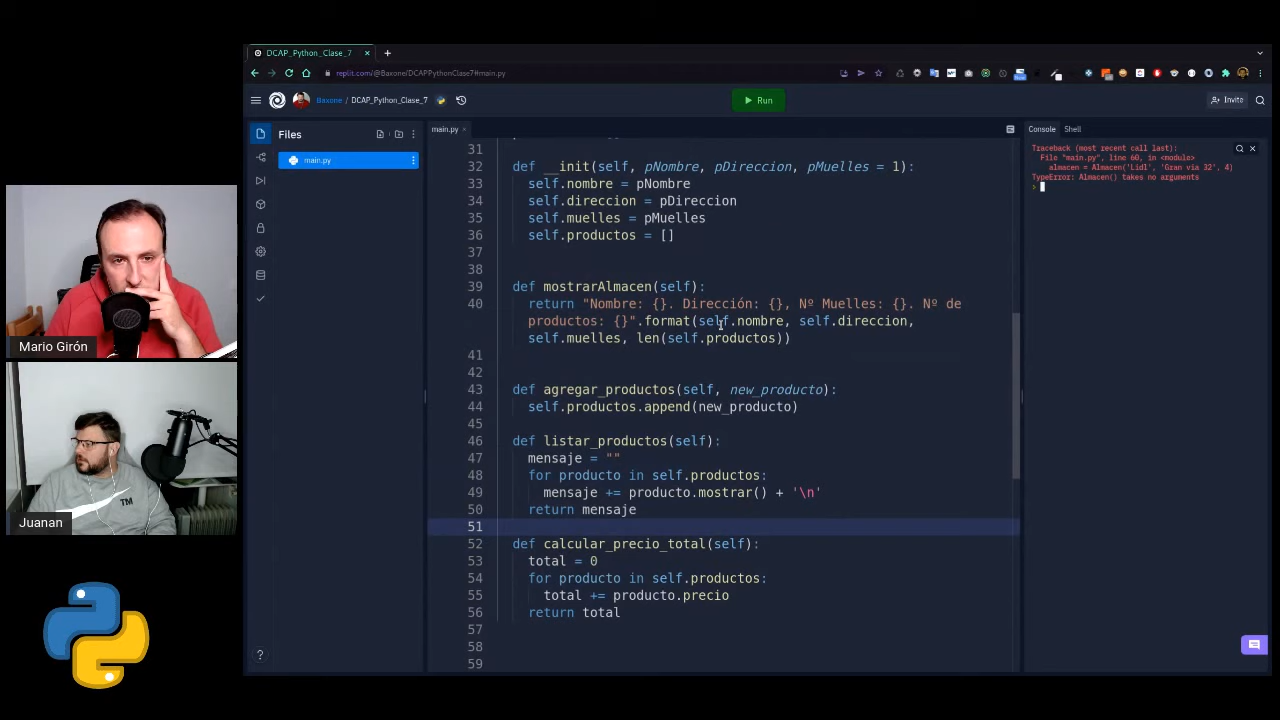 DCAP_Python_Clase_7
replit.com/@Baxone/DCAPPythonClase7#main.py
Baxone / DCAP_Python_Clase_7
Run
Invite
Files
main.py
main.py
Console
Shell
31
32 def __init(self, pNombre, pDireccion, pMuelles = 1):
33 self.nombre = pNombre
34 self.direccion = pDireccion
35 self.muelles = pMuelles
36 self.productos = []
37
38
39 def mostrarAlmacen(self):
40 return "Nombre: {}. Dirección: {}, Nº Muelles: {}. Nº de
productos: {}".format(self.nombre, self.direccion,
self.muelles, len(self.productos))
41
42
43 def agregar_productos(self, new_producto):
44 self.productos.append(new_producto)
45
46 def listar_productos(self):
47 mensaje = ""
48 for producto in self.productos:
49 mensaje += producto.mostrar() + '\n'
50 return mensaje
51
52 def calcular_precio_total(self):
53 total = 0
54 for producto in self.productos:
55 total += producto.precio
56 return total
57
58
59
Traceback (most recent call last):
File "main.py", line 60, in <module>
almacen = Almacen('Lidl', 'Gran via 32', 4)
TypeError: Almacen() takes no arguments
>
Mario Girón
TM
Juanan
?